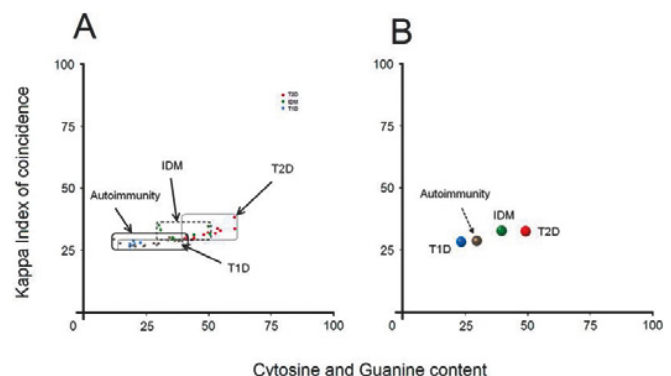 A
B
Kappa Index of coincidence
100
75
50
25
0
0
25
50
75
100
T2D
IDM
T1D
IDM
T2D
Autoimmunity
T1D
100
75
50
25
0
0
25
50
75
100
Autoimmunity
IDM
T1D
T2D
Cytosine and Guanine content